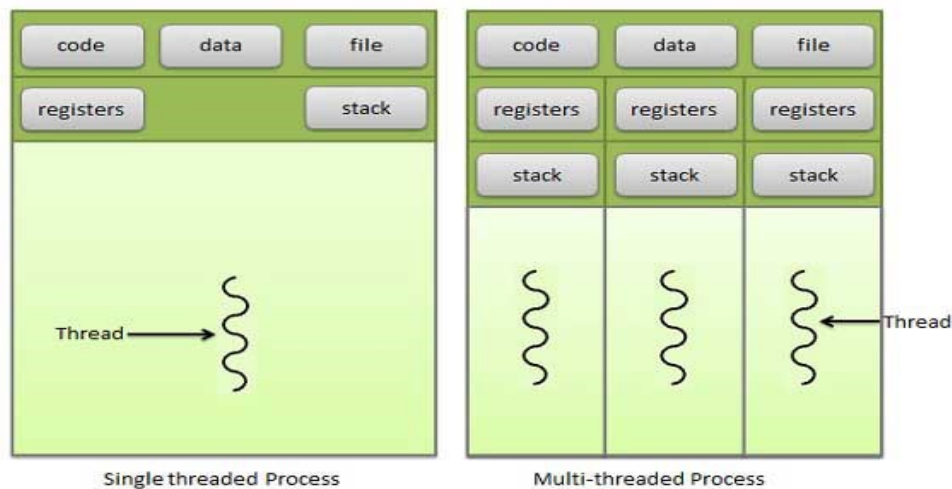 code data file
registers stack
Thread
Single threaded Process
code data file
registers registers registers
stack stack stack
Thread
Multi-threaded Process